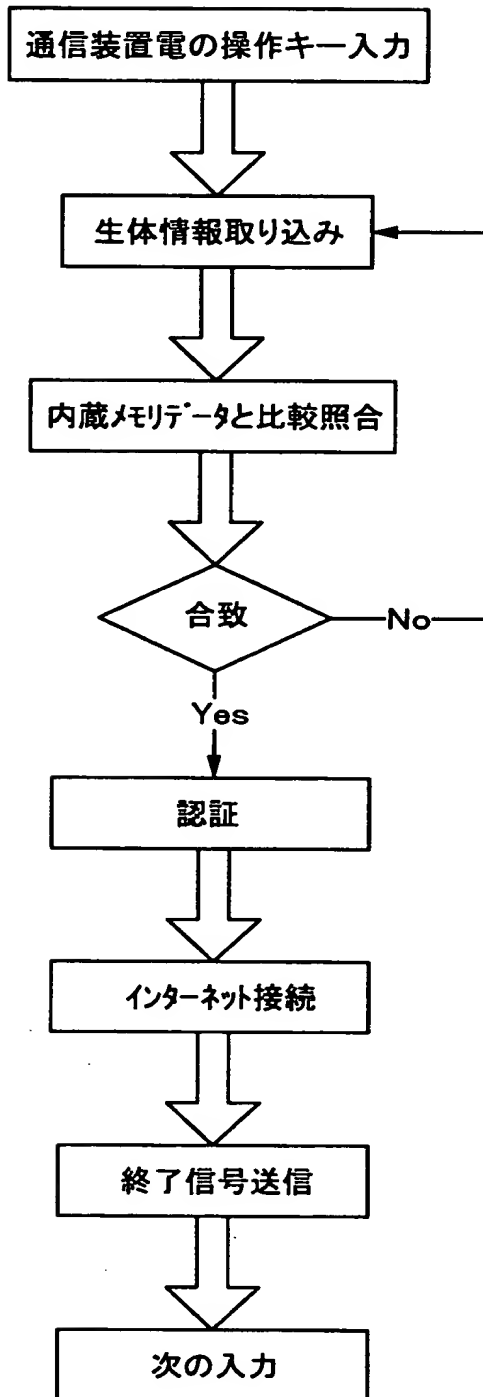 通信装置電の操作キー入力
生体情報取り込み
内蔵メモリデータと比較照合
合致
No
Yes
認証
インターネット接続
終了信号送信
次の入力